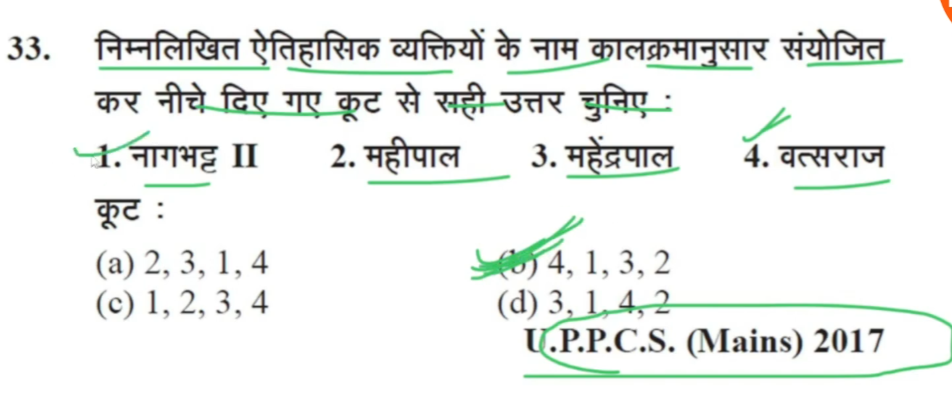 33. निम्नलिखित ऐतिहासिक व्यक्तियों के नाम कालक्रमानुसार संयोजित
कर नीचे दिए गए कूट से सही उत्तर चुनिए :
1. नागभट्ट II 2. महीपाल 3. महेंद्रपाल 4. वत्सराज
कूट :
(a) 2, 3, 1, 4 (b) 4, 1, 3, 2
(c) 1, 2, 3, 4 (d) 3, 1, 4, 2
U.P.P.C.S. (Mains) 2017